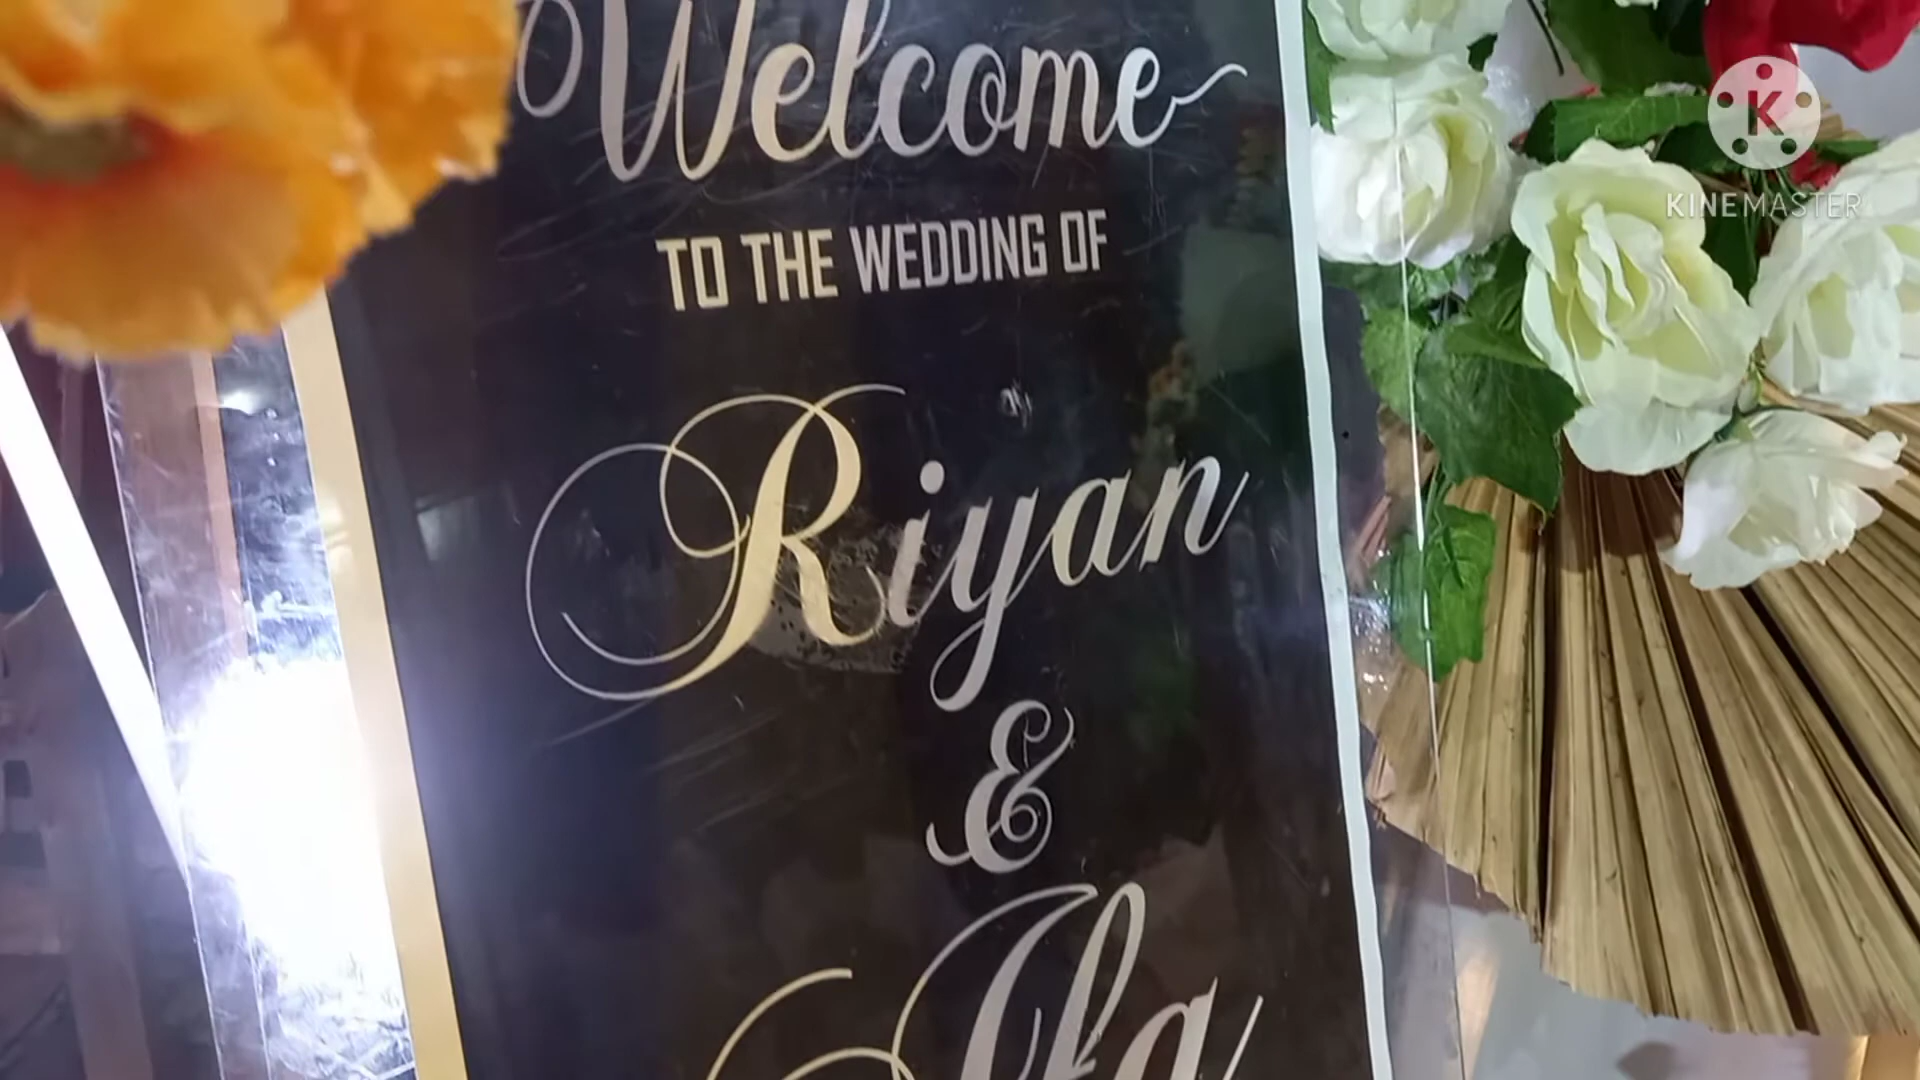 Welcome
TO THE WEDDING OF
Riyan
&
K
KINEMASTER